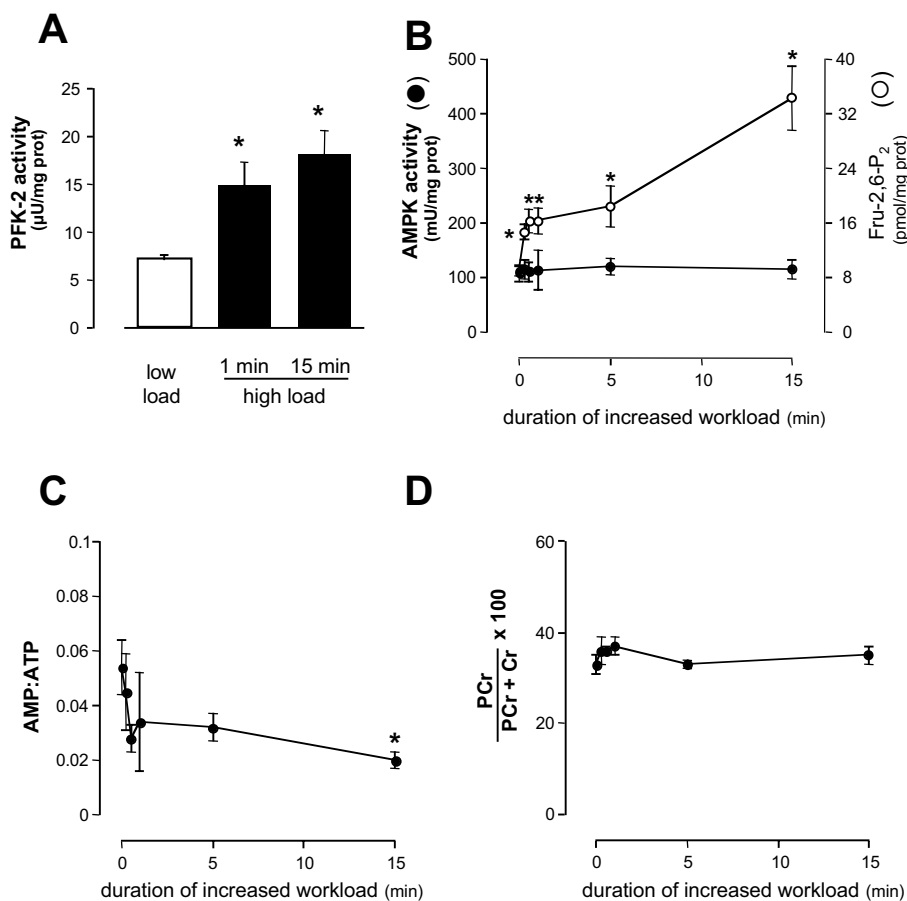 A
PFK-2 activity
(µU/mg prot)
25
20
15
10
5
0
*
*
low
load
1 min
15 min
high load
B
AMPK activity (●)
(mU/mg prot)
500
400
300
200
100
0
*
**
*
*
40
32
24
16
8
0
Fru-2,6-P2 (○)
(pmol/mg prot)
0
5
10
15
duration of increased workload (min)
C
AMP:ATP
0.1
0.08
0.06
0.04
0.02
0
*
0
5
10
15
duration of increased workload (min)
D
PCr
PCr + Cr
x 100
60
40
20
0
0
5
10
15
duration of increased workload (min)